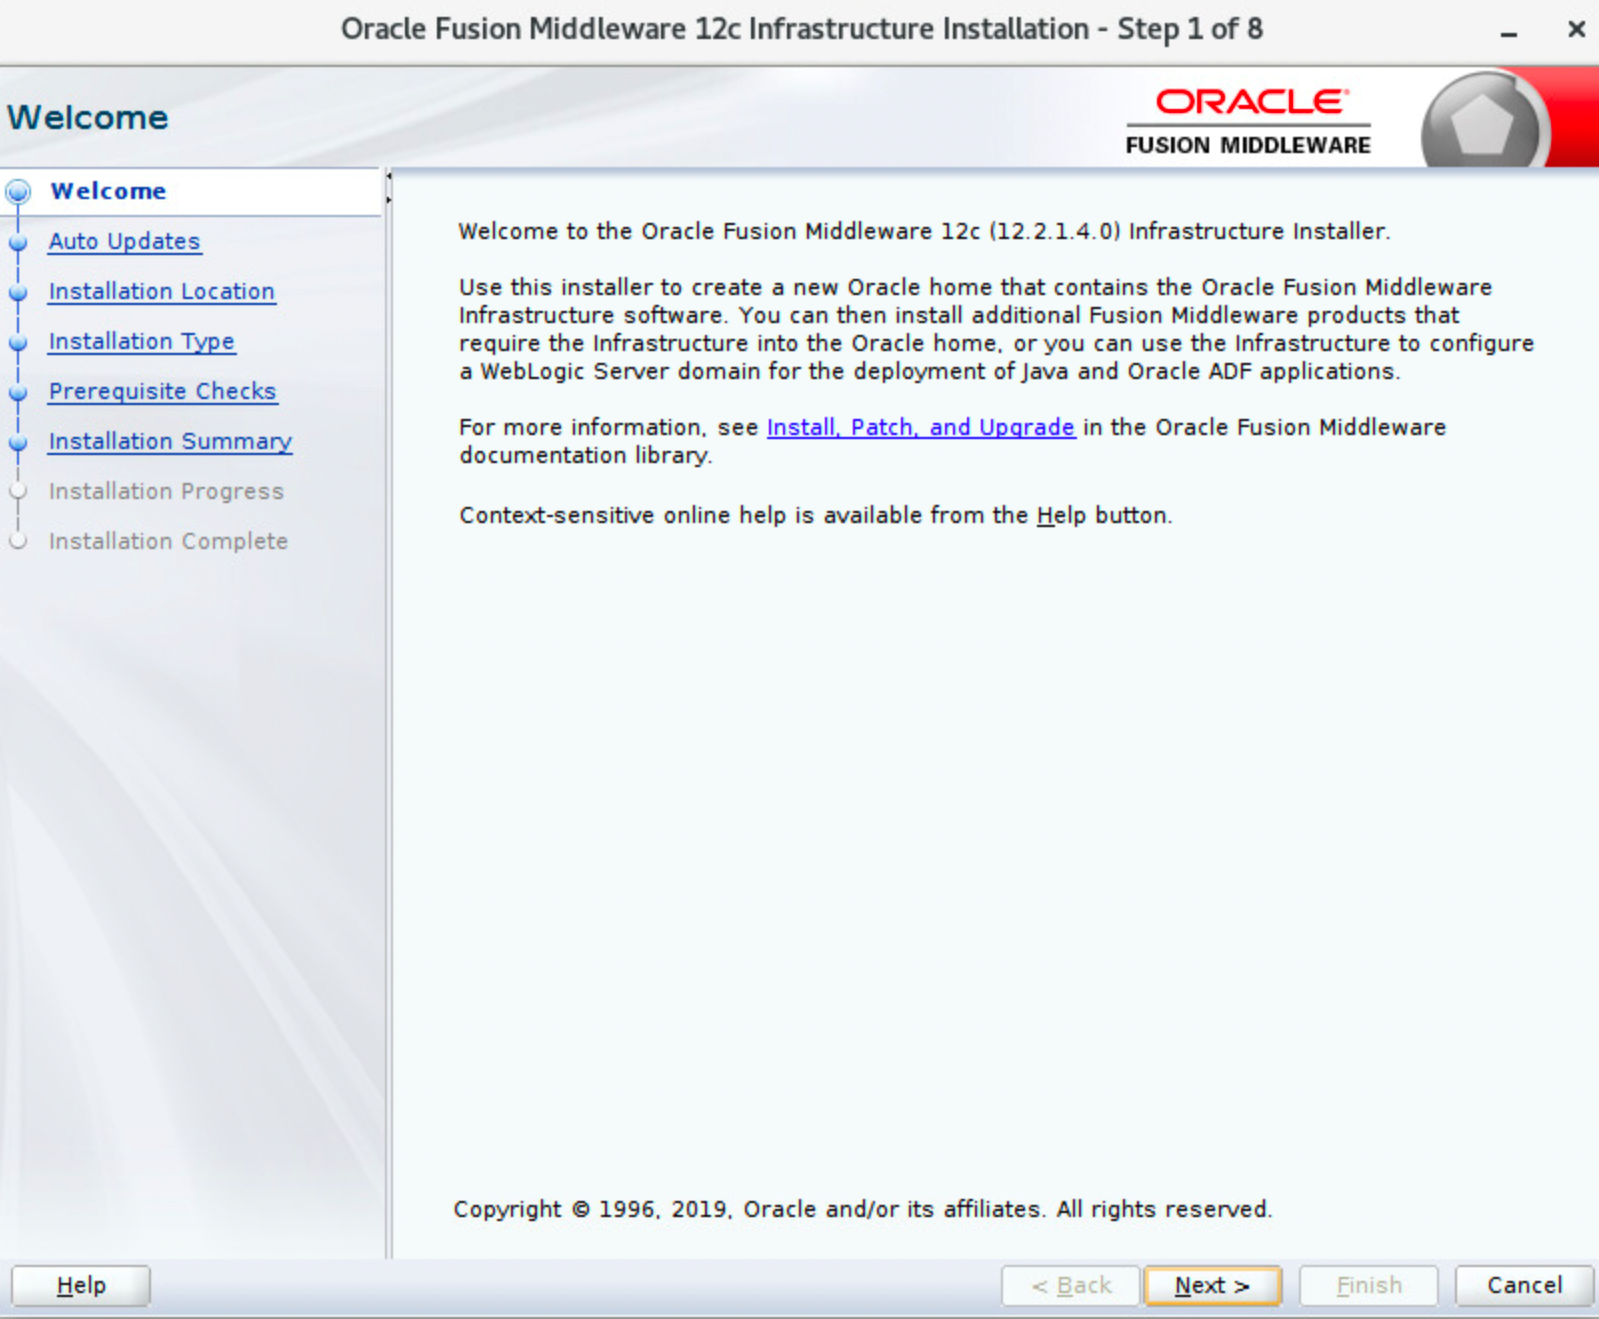 Oracle Fusion Middleware 12c Infrastructure Installation - Step 1 of 8
Welcome
ORACLE®
FUSION MIDDLEWARE
Welcome
Auto Updates
Installation Location
Installation Type
Prerequisite Checks
Installation Summary
Installation Progress
Installation Complete
Welcome to the Oracle Fusion Middleware 12c (12.2.1.4.0) Infrastructure Installer.
Use this installer to create a new Oracle home that contains the Oracle Fusion Middleware
Infrastructure software. You can then install additional Fusion Middleware products that
require the Infrastructure into the Oracle home, or you can use the Infrastructure to configure
a WebLogic Server domain for the deployment of Java and Oracle ADF applications.
For more information, see Install, Patch, and Upgrade in the Oracle Fusion Middleware
documentation library.
Context-sensitive online help is available from the Help button.
Copyright © 1996, 2019, Oracle and/or its affiliates. All rights reserved.
Help
< Back
Next >
Finish
Cancel